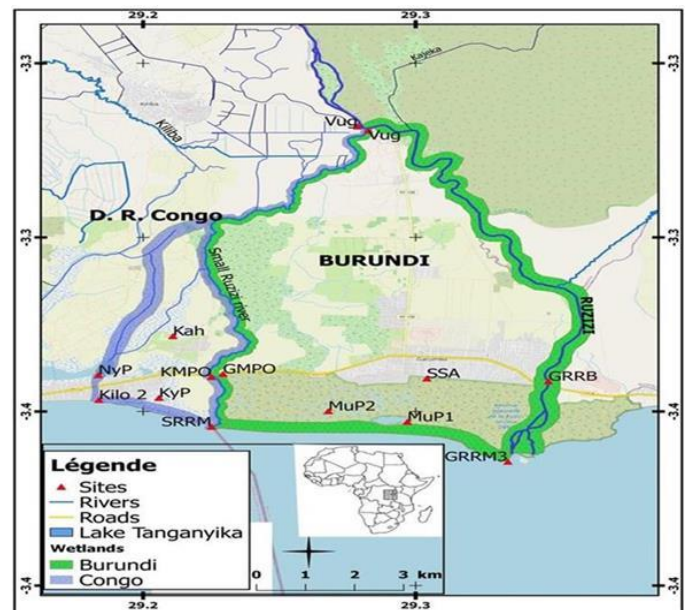 29.2 29.3
-3.3 -3.3
Kajeka
Kiliba
Kiliba
Vug
Vug
D. R. Congo
-3.3 -3.3
Small Ruzizi river
BURUNDI
RUZIZI
Kah
NyP KMPO GMPO SSA GRRB
Kilo 2 KyP MuP2 MuP1
-3.4 -3.4
SRRM
GRRM3
Légende
Sites
Rivers
Roads
Lake Tanganyika
Wetlands
Burundi
Congo
0 1 2 3 km
-3.4 -3.4
29.2 29.3